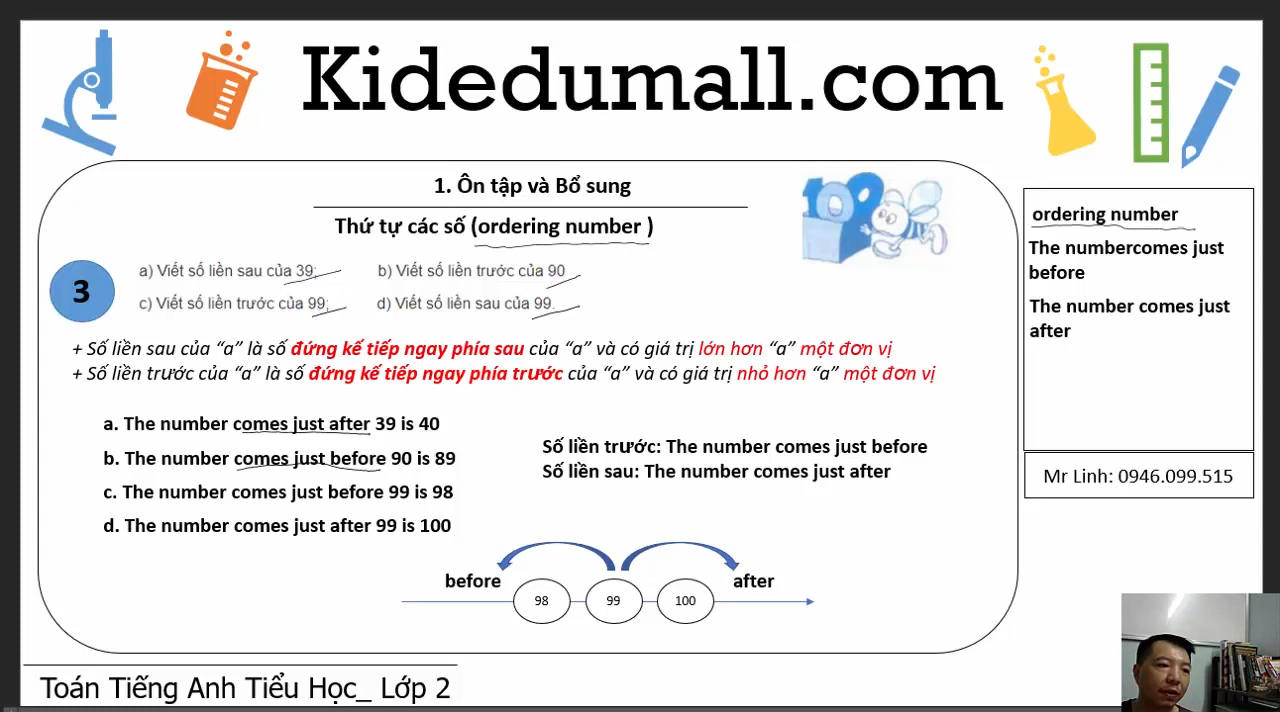 Kidedumall.com
1. Ôn tập và Bổ sung
Thứ tự các số (ordering number )
109
3
a) Viết số liền sau của 39; b) Viết số liền trước của 90
c) Viết số liền trước của 99; d) Viết số liền sau của 99.
+ Số liền sau của “a” là số đứng kế tiếp ngay phía sau của “a” và có giá trị lớn hơn “a” một đơn vị
+ Số liền trước của “a” là số đứng kế tiếp ngay phía trước của “a” và có giá trị nhỏ hơn “a” một đơn vị
a. The number comes just after 39 is 40
b. The number comes just before 90 is 89
c. The number comes just before 99 is 98
d. The number comes just after 99 is 100
Số liền trước: The number comes just before
Số liền sau: The number comes just after
before after
98 99 100
ordering number
The numbercomes just
before
The number comes just
after
Mr Linh: 0946.099.515
Toán Tiếng Anh Tiểu Học_ Lớp 2